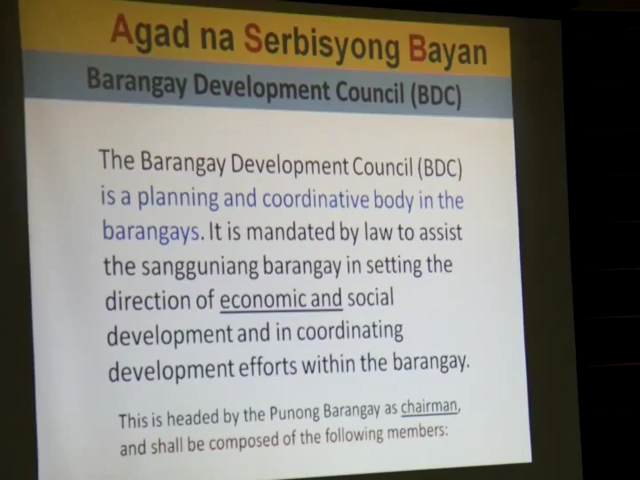 Agad na Serbisyong Bayan
Barangay Development Council (BDC)
The Barangay Development Council (BDC)
is a planning and coordinative body in the
barangays. It is mandated by law to assist
the sangguniang barangay in setting the
direction of economic and social
development and in coordinating
development efforts within the barangay.
This is headed by the Punong Barangay as chairman,
and shall be composed of the following members: